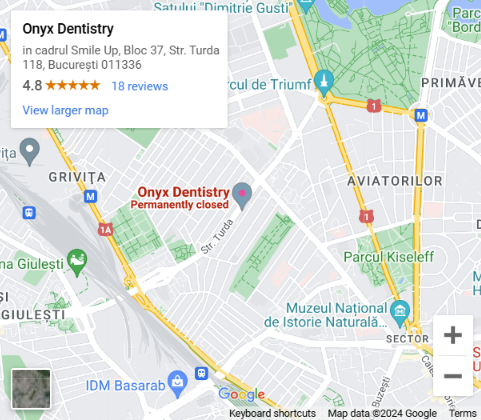 Satului "Dimitrie Gusti"
Onyx Dentistry
in cadrul Smile Up, Bloc 37, Str. Turda
118, București 011336
4.8
18 reviews
View larger map
Parc
"Bord
rcul de Triumf
PRIMĂVE
1
M
vița
GRIVIȚA
M
Onyx Dentistry
Permanently closed
AVIATORILOR
1
1A
Str. Turda
na Giulești
Parcul Kiseleff
ȘI
GIULEȘTI
Muzeul Național
de Istorie Naturală...
SECTOR
IDM Basarab
Google
Keyboard shortcuts
Map data ©2024 Google
Terms